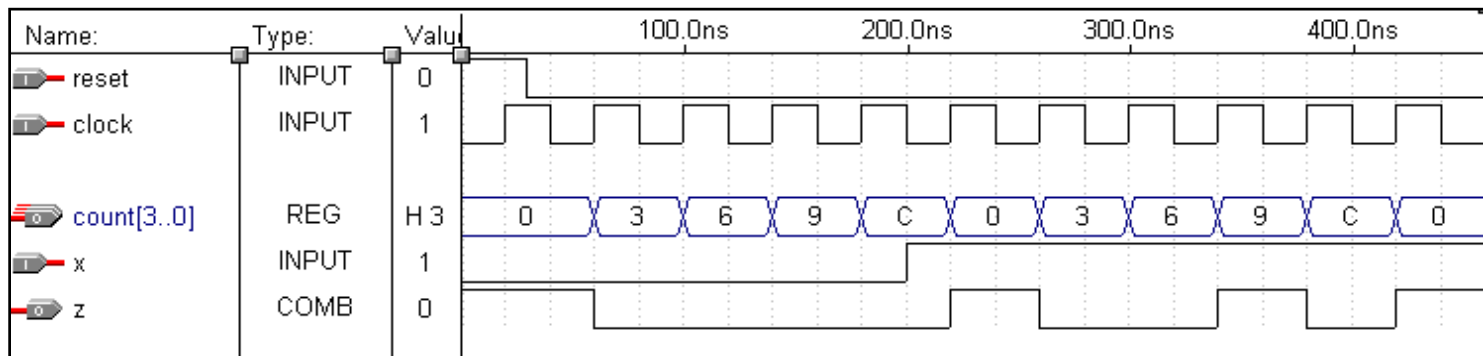 Name: Type: Valu 100.0ns 200.0ns 300.0ns 400.0ns
reset INPUT 0
clock INPUT 1
count[3..0] REG H 3 0 3 6 9 C 0 3 6 9 C 0
x INPUT 1
z COMB 0